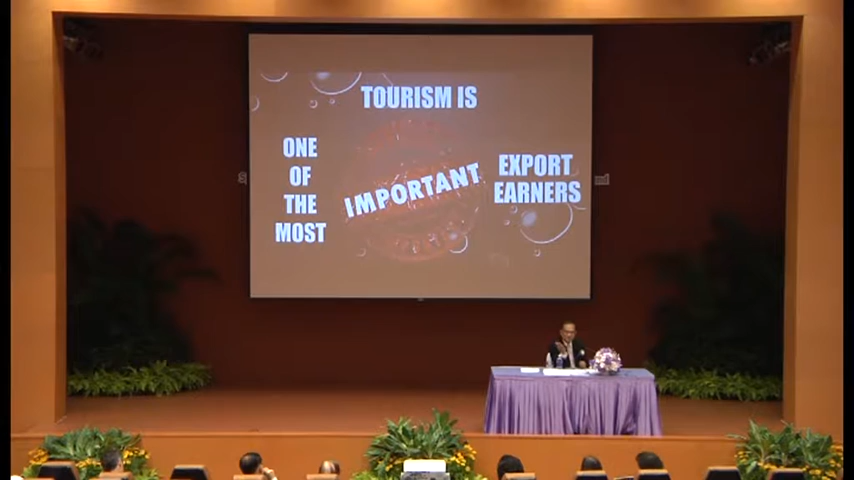 TOURISM IS
ONE
OF
THE
MOST
IMPORTANT
EXPORT
EARNERS